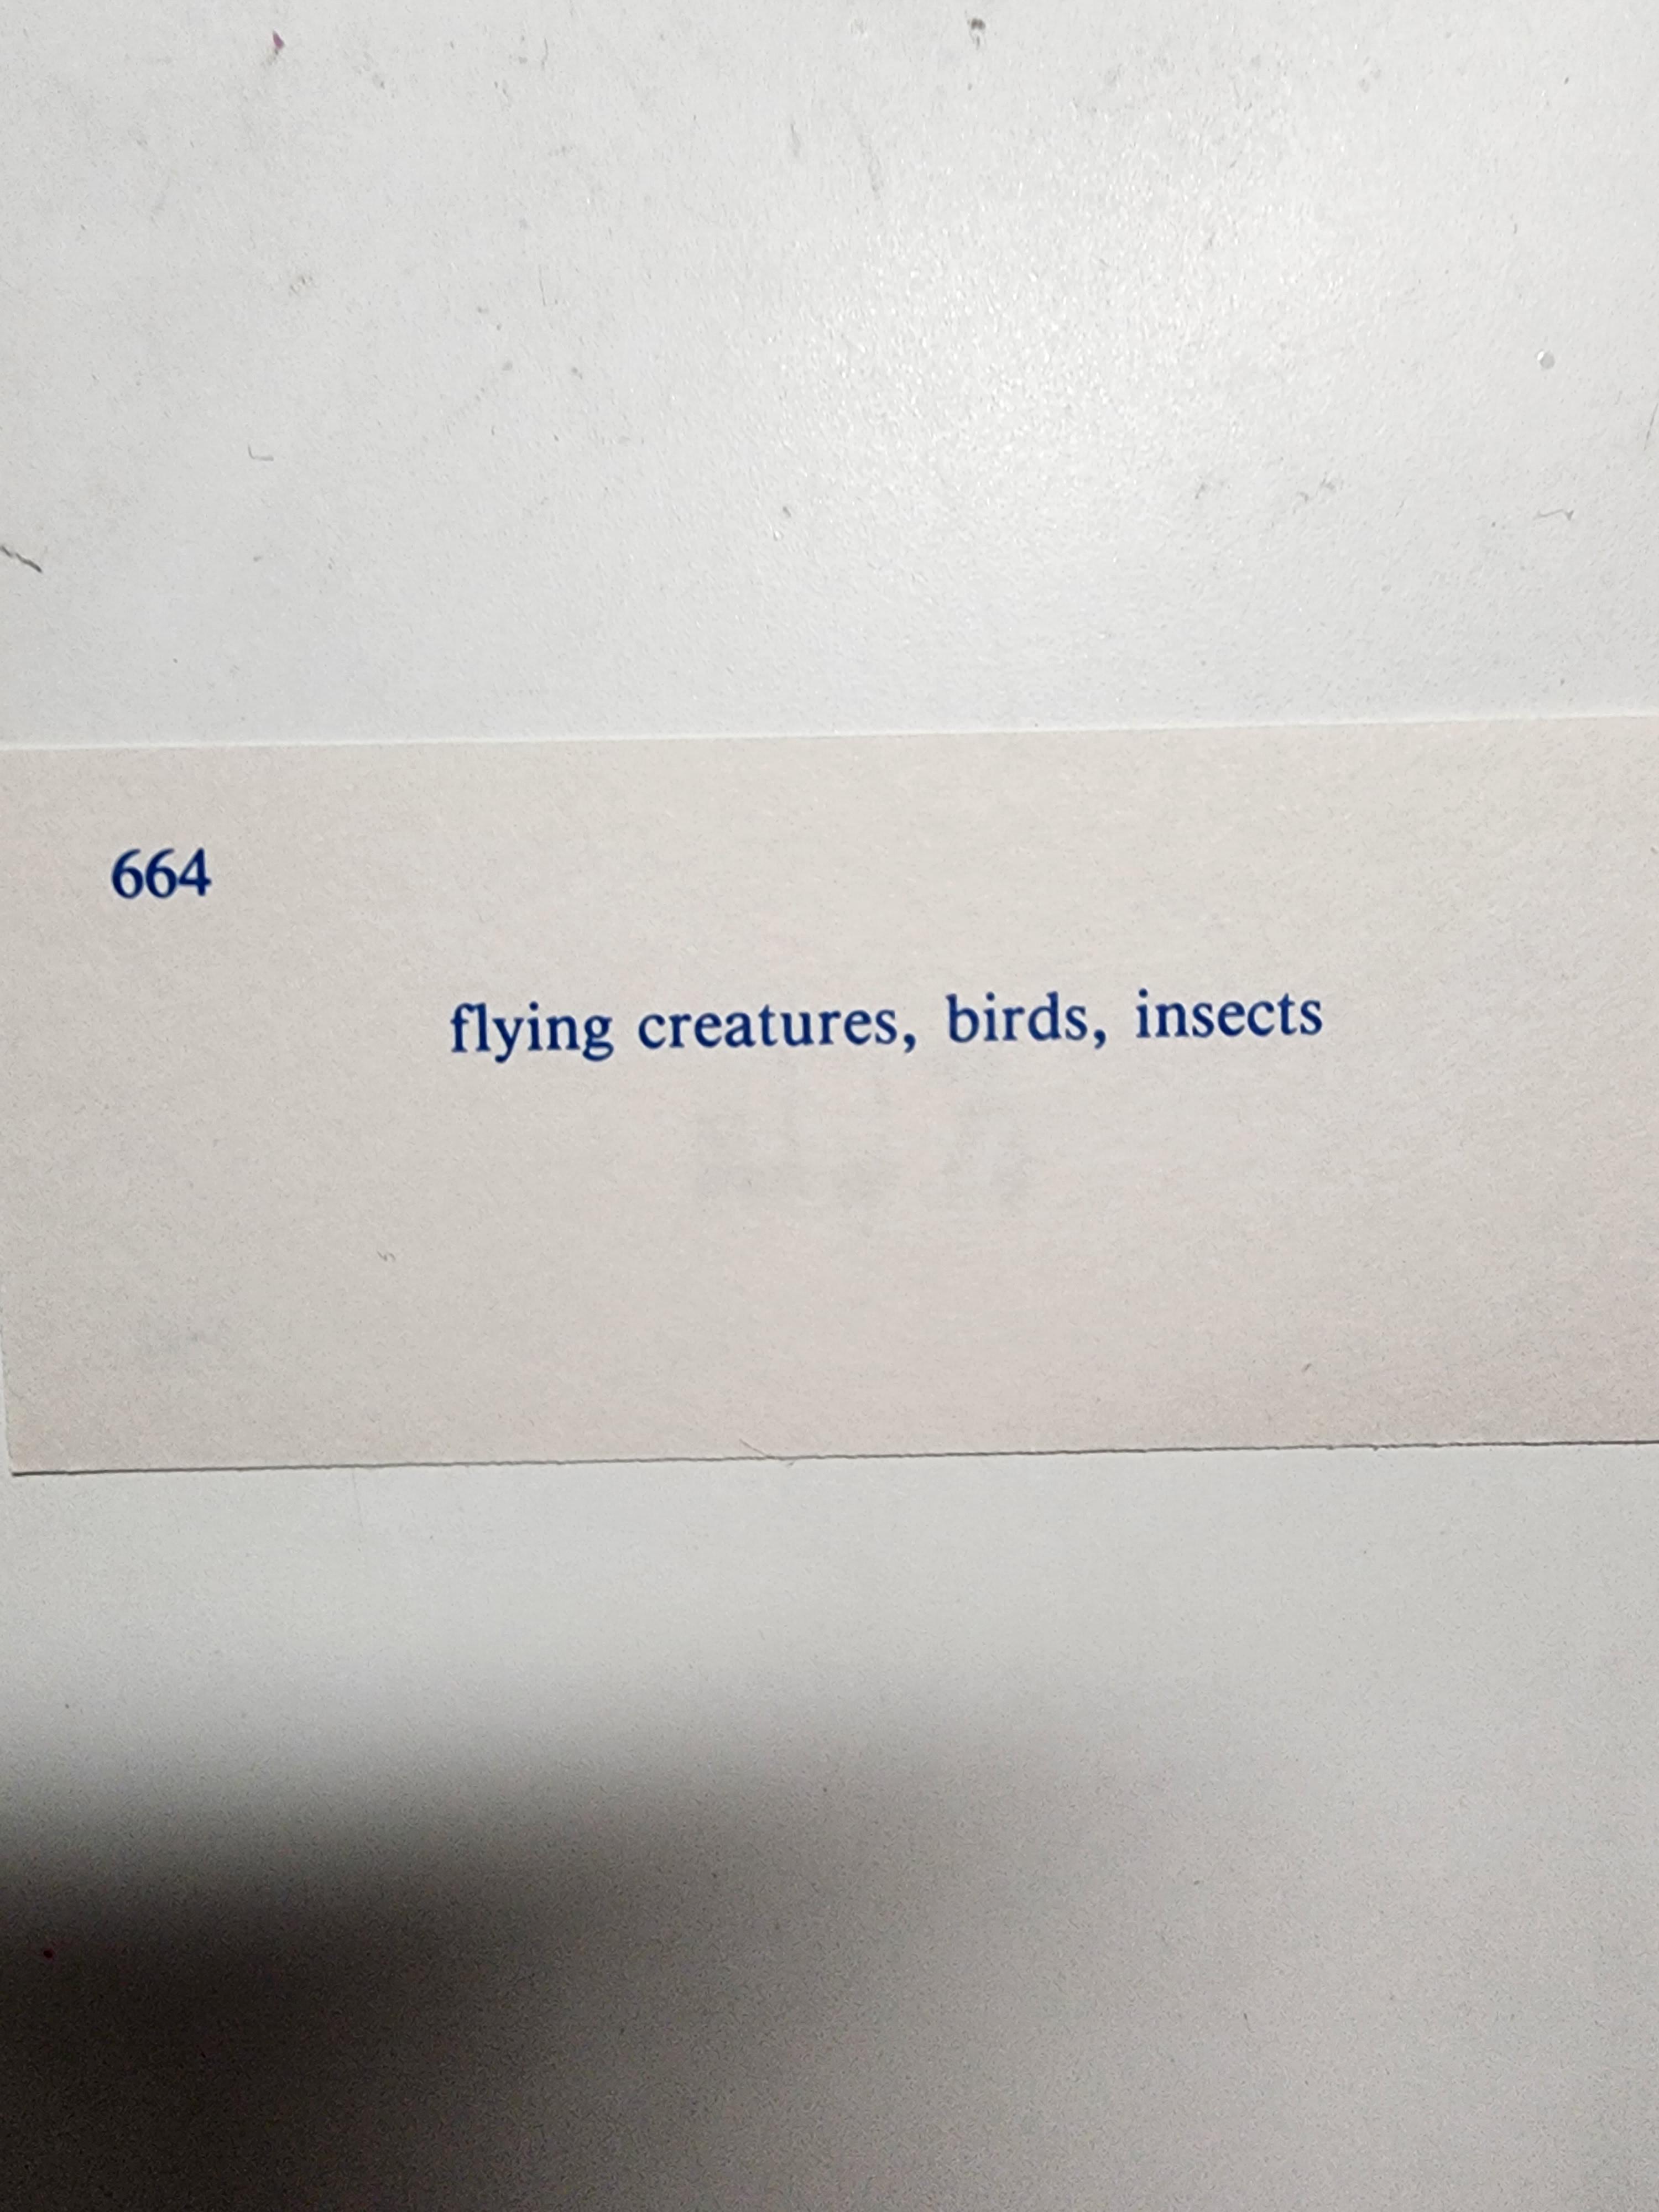 664
flying creatures, birds, insects